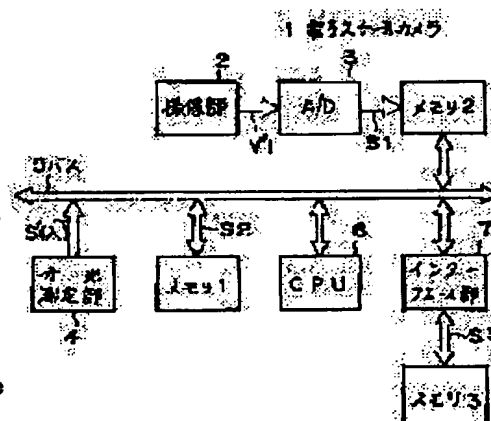 1 電子スチールカメラ
2
3
撮像部
A/D
メモリ2
V1
S1
Dバス
S2
6
7
測定部
メモリ1
CPU
インター
フェース部
4
メモリ3
e